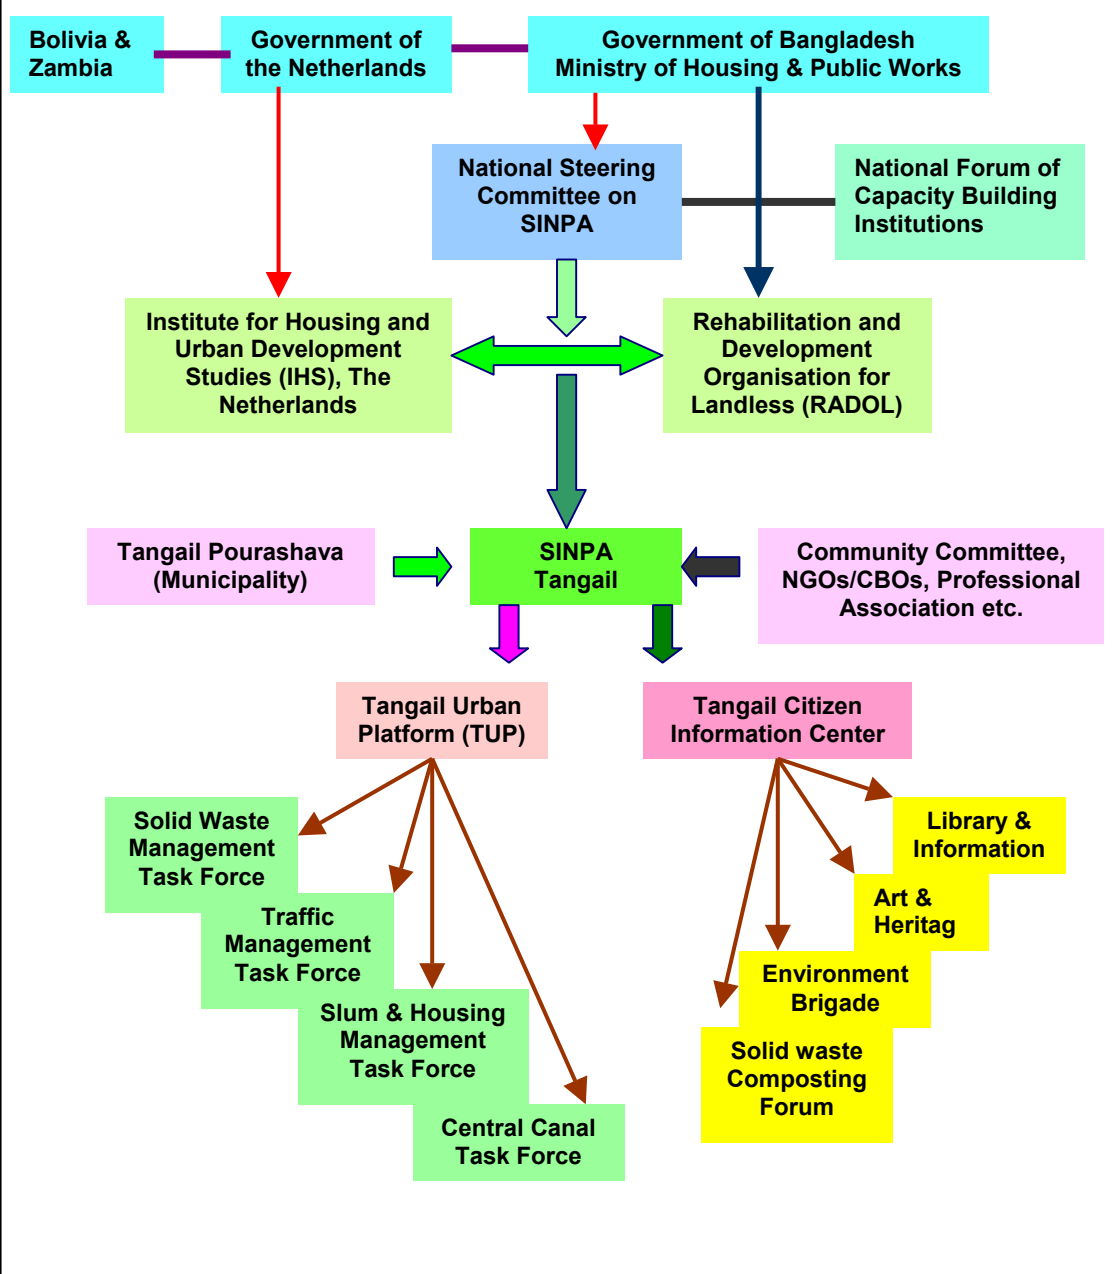 Bolivia &
Zambia
Government of
the Netherlands
Government of Bangladesh
Ministry of Housing & Public Works
National Steering
Committee on
SINPA
National Forum of
Capacity Building
Institutions
Institute for Housing and
Urban Development
Studies (IHS), The
Netherlands
Rehabilitation and
Development
Organisation for
Landless (RADOL)
Tangail Pourashava
(Municipality)
SINPA
Tangail
Community Committee,
NGOs/CBOs, Professional
Association etc.
Tangail Urban
Platform (TUP)
Tangail Citizen
Information Center
Solid Waste
Management
Task Force
Traffic
Management
Task Force
Slum & Housing
Management
Task Force
Central Canal
Task Force
Library &
Information
Art &
Heritag
Environment
Brigade
Solid waste
Composting
Forum